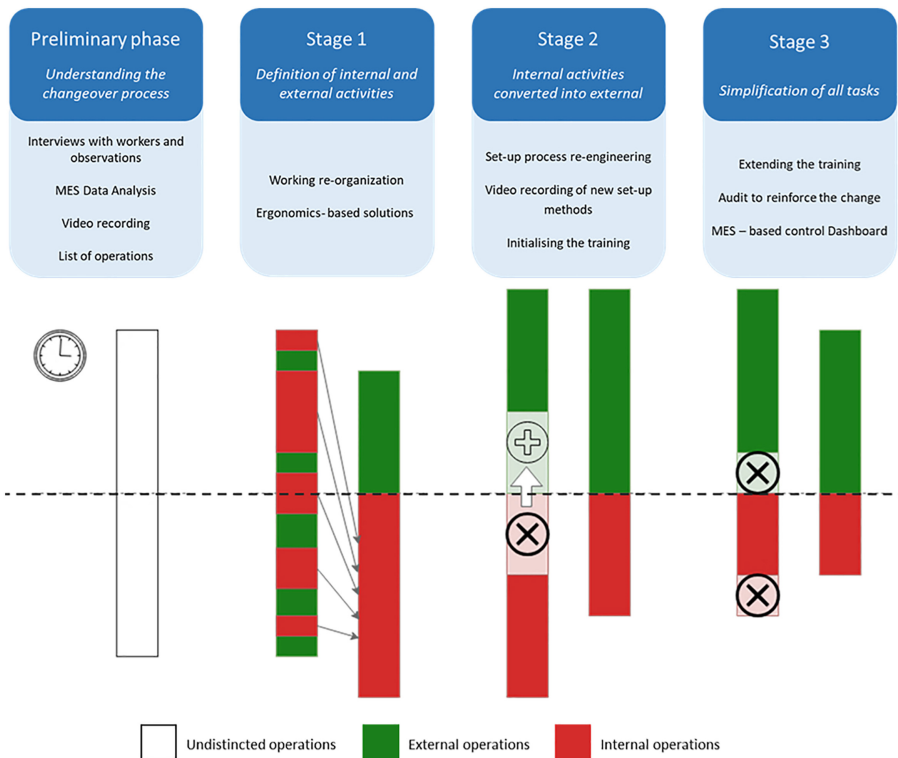 Preliminary phase
Understanding the
changeover process
Interviews with workers and
observations
MES Data Analysis
Video recording
List of operations
Stage 1
Definition of internal and
external activities
Working re-organization
Ergonomics- based solutions
Stage 2
Internal activities
converted into external
Set-up process re-engineering
Video recording of new set-up
methods
Initialising the training
Stage 3
Simplification of all tasks
Extending the training
Audit to reinforce the change
MES – based control Dashboard
Undistincted operations
External operations
Internal operations